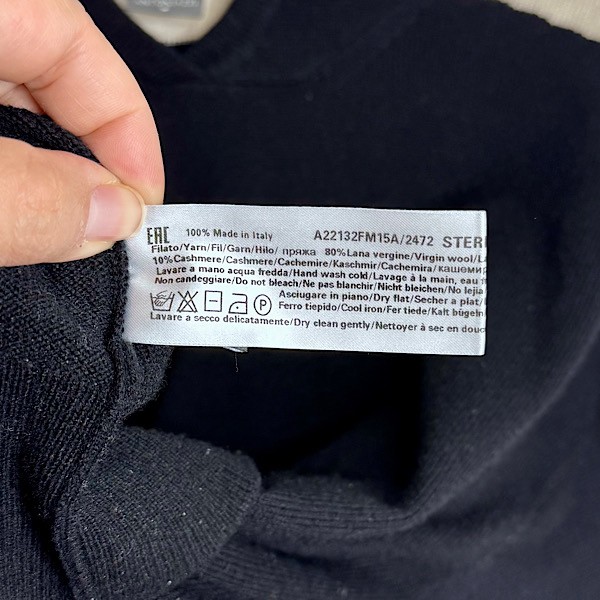 EAC 100% Made in Italy A22132FM15A/2472 STER
Filato/Yarn/Fil/Garn/Hilo/ пряжа 80% Lana vergine/Virgin wool/
10% Cashmere/Cashmere/Cachemire/Kaschmir/Cachemira/кашеми
Lavare a mano acqua fredda/Hand wash cold/Lavage à la main, eau
Non candeggiare/Do not bleach/Ne pas blanchir/Nicht bleichen/No lejia
Asciugare in piano/Dry flat/Secher a plat/
Ferro tiepido/Cool iron/Fer tiede/Kalt bügeln
Lavare a secco delicatamente/Dry clean gently/Nettoyer à sec en douc